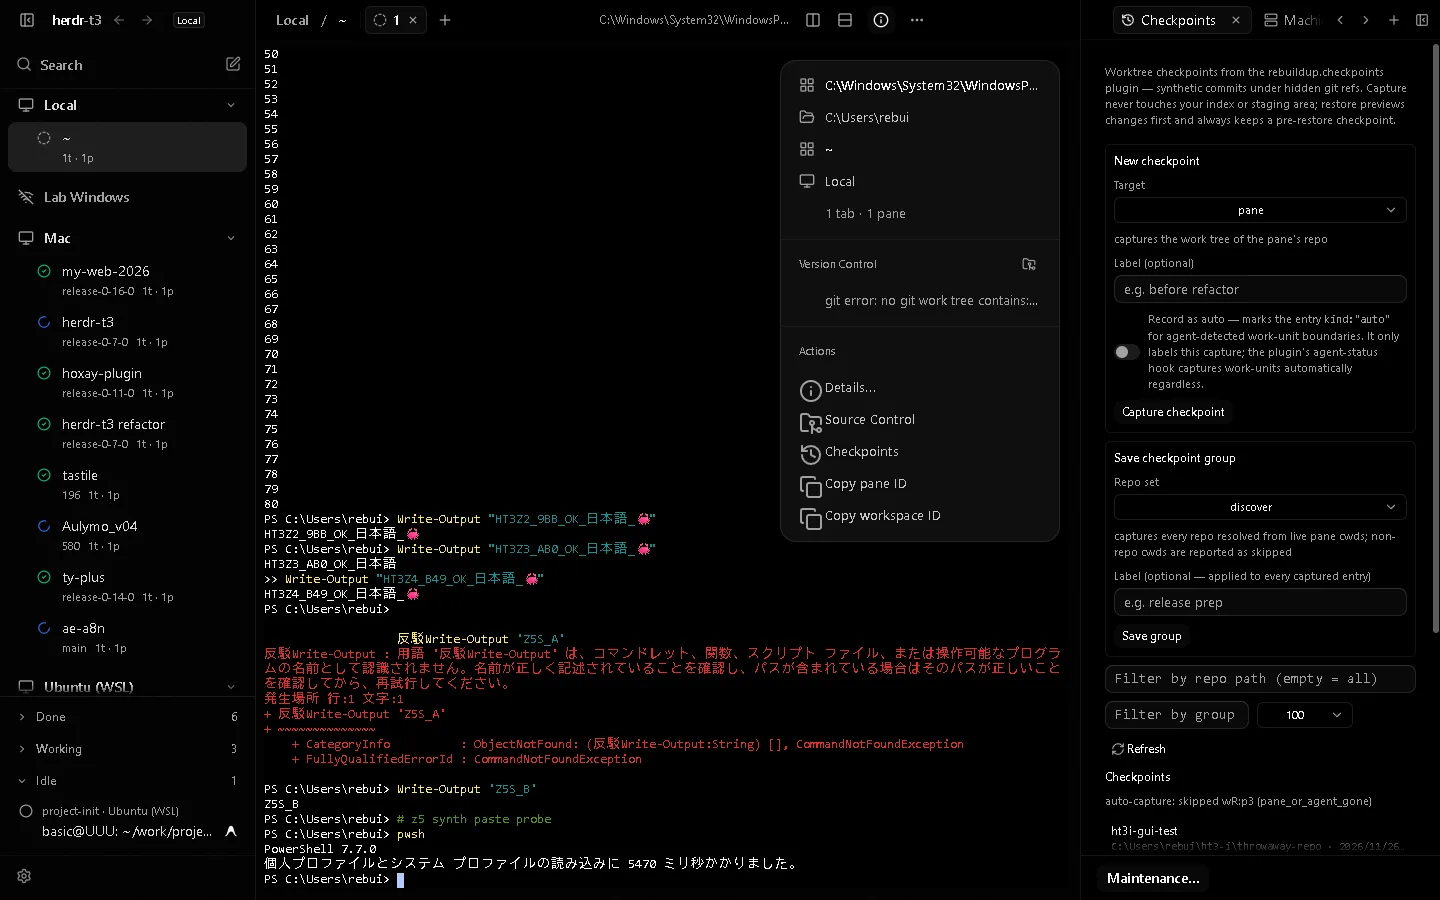 herdr-t3
Local
Search
Local
~
1t · 1p
Lab Windows
Mac
my-web-2026
release-0-16-0 1t · 1p
herdr-t3
release-0-7-0 1t · 1p
hoxay-plugin
release-0-11-0 1t · 1p
herdr-t3 refactor
release-0-7-0 1t · 1p
tastile
196 1t · 1p
Aulymo_v04
580 1t · 1p
ty-plus
release-0-14-0 1t · 1p
ae-a8n
main 1t · 1p
Ubuntu (WSL)
Done 6
Working 3
Idle 1
project-init · Ubuntu (WSL)
basic@UUU: ~/work/proje...
Local / ~
1
C:\Windows\System32\WindowsP...
50
51
52
53
54
55
56
57
58
59
60
61
62
63
64
65
66
67
68
69
70
71
72
73
74
75
76
77
78
79
80
PS C:\Users\rebui> Write-Output "HT3Z2_9BB_OK_日本語_🦀"
HT3Z2_9BB_OK_日本語_🦀
PS C:\Users\rebui> Write-Output "HT3Z3_AB0_OK_日本語_🦀"
HT3Z3_AB0_OK_日本語
>> Write-Output "HT3Z4_B49_OK_日本語_🦀"
HT3Z4_B49_OK_日本語_🦀
PS C:\Users\rebui>
反駁Write-Output 'Z5S_A'
反駁Write-Output : 用語 '反駁Write-Output' は、コマンドレット、関数、スクリプト ファイル、または操作可能なプログラ
ムの名前として認識されません。名前が正しく記述されていることを確認し、パスが含まれている場合はそのパスが正しいこと
を確認してから、再試行してください。
発生場所 行:1 文字:1
+ 反駁Write-Output 'Z5S_A'
+ ~~~~~~~~~~~~~~
+ CategoryInfo : ObjectNotFound: (反駁Write-Output:String) [], CommandNotFoundException
+ FullyQualifiedErrorId : CommandNotFoundException
PS C:\Users\rebui> Write-Output 'Z5S_B'
Z5S_B
PS C:\Users\rebui> # z5 synth paste probe
PS C:\Users\rebui> pwsh
PowerShell 7.7.0
個人プロファイルとシステム プロファイルの読み込みに 5470 ミリ秒かかりました。
PS C:\Users\rebui>
C:\Windows\System32\WindowsP...
C:\Users\rebui
~
Local
1 tab · 1 pane
Version Control
git error: no git work tree contains:...
Actions
Details...
Source Control
Checkpoints
Copy pane ID
Copy workspace ID
Checkpoints
Machi
Worktree checkpoints from the rebuildup.checkpoints
plugin — synthetic commits under hidden git refs. Capture
never touches your index or staging area; restore previews
changes first and always keeps a pre-restore checkpoint.
New checkpoint
Target
pane
captures the work tree of the pane's repo
Label (optional)
e.g. before refactor
Record as auto — marks the entry kind:"auto"
for agent-detected work-unit boundaries. It only
labels this capture; the plugin's agent-status
hook captures work-units automatically
regardless.
Capture checkpoint
Save checkpoint group
Repo set
discover
captures every repo resolved from live pane cwds; non-
repo cwds are reported as skipped
Label (optional — applied to every captured entry)
e.g. release prep
Save group
Filter by repo path (empty = all)
Filter by group
100
Refresh
Checkpoints
auto-capture: skipped wR:p3 (pane_or_agent_gone)
ht3i-gui-test
C:\Users\rebui\ht3-i\throwaway-repo · 2026/11/26…
Maintenance...